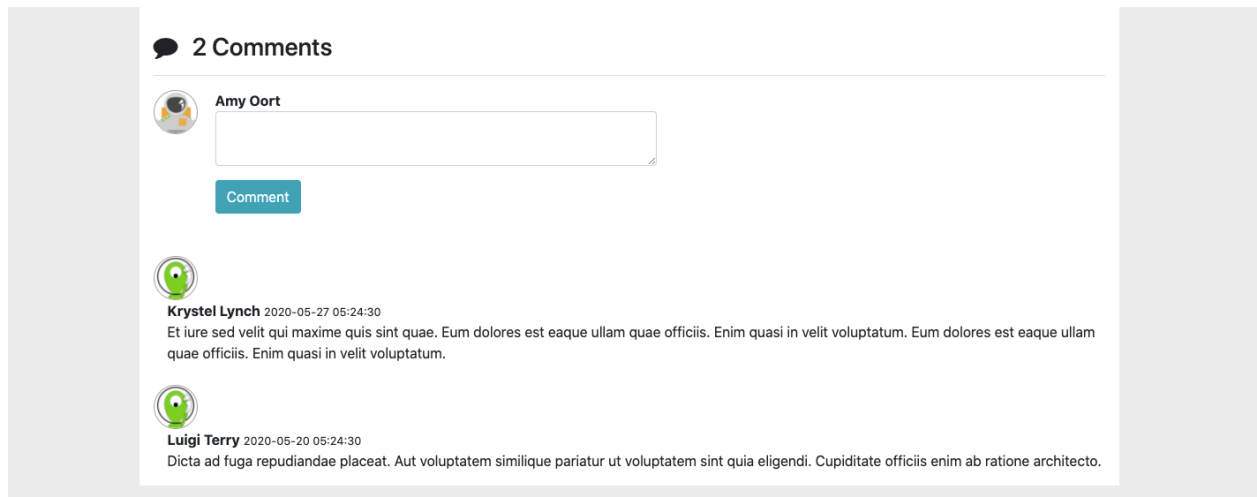 2 Comments
Amy Oort
Comment
Krystel Lynch 2020-05-27 05:24:30
Et iure sed velit qui maxime quis sint quae. Eum dolores est eaque ullam quae officiis. Enim quasi in velit voluptatum. Eum dolores est eaque ullam
quae officiis. Enim quasi in velit voluptatum.
Luigi Terry 2020-05-20 05:24:30
Dicta ad fuga repudiandae placeat. Aut voluptatem similique pariatur ut voluptatem sint quia eligendi. Cupiditate officiis enim ab ratione architecto.